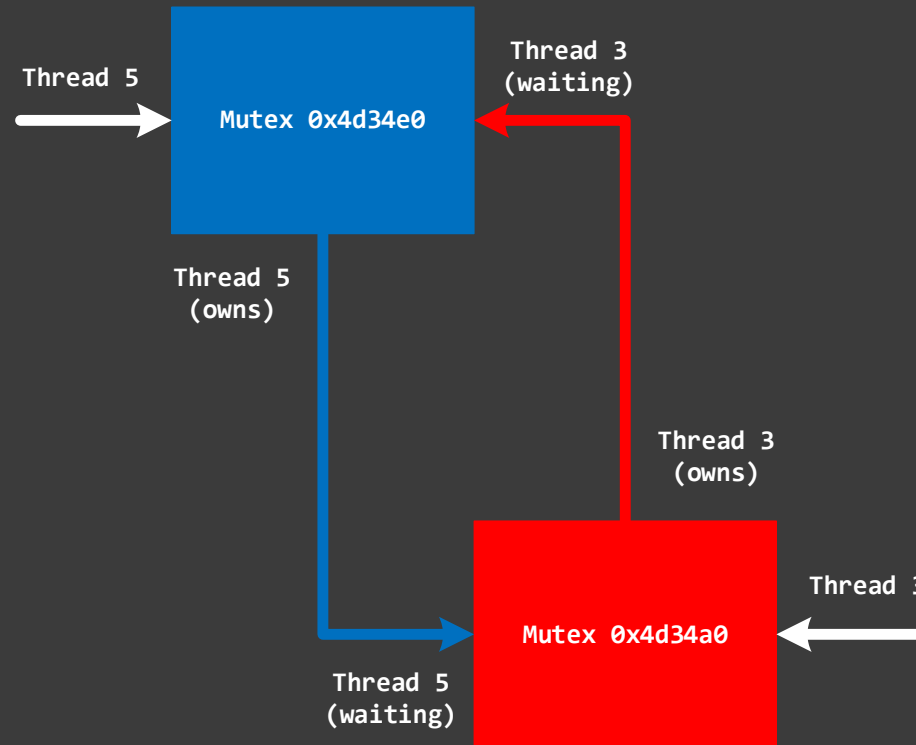 Thread 3
(waiting)
Thread 5
Mutex 0x4d34e0
Thread 5
(owns)
Thread 3
(owns)
Thread
Mutex 0x4d34a0
Thread 5
(waiting)